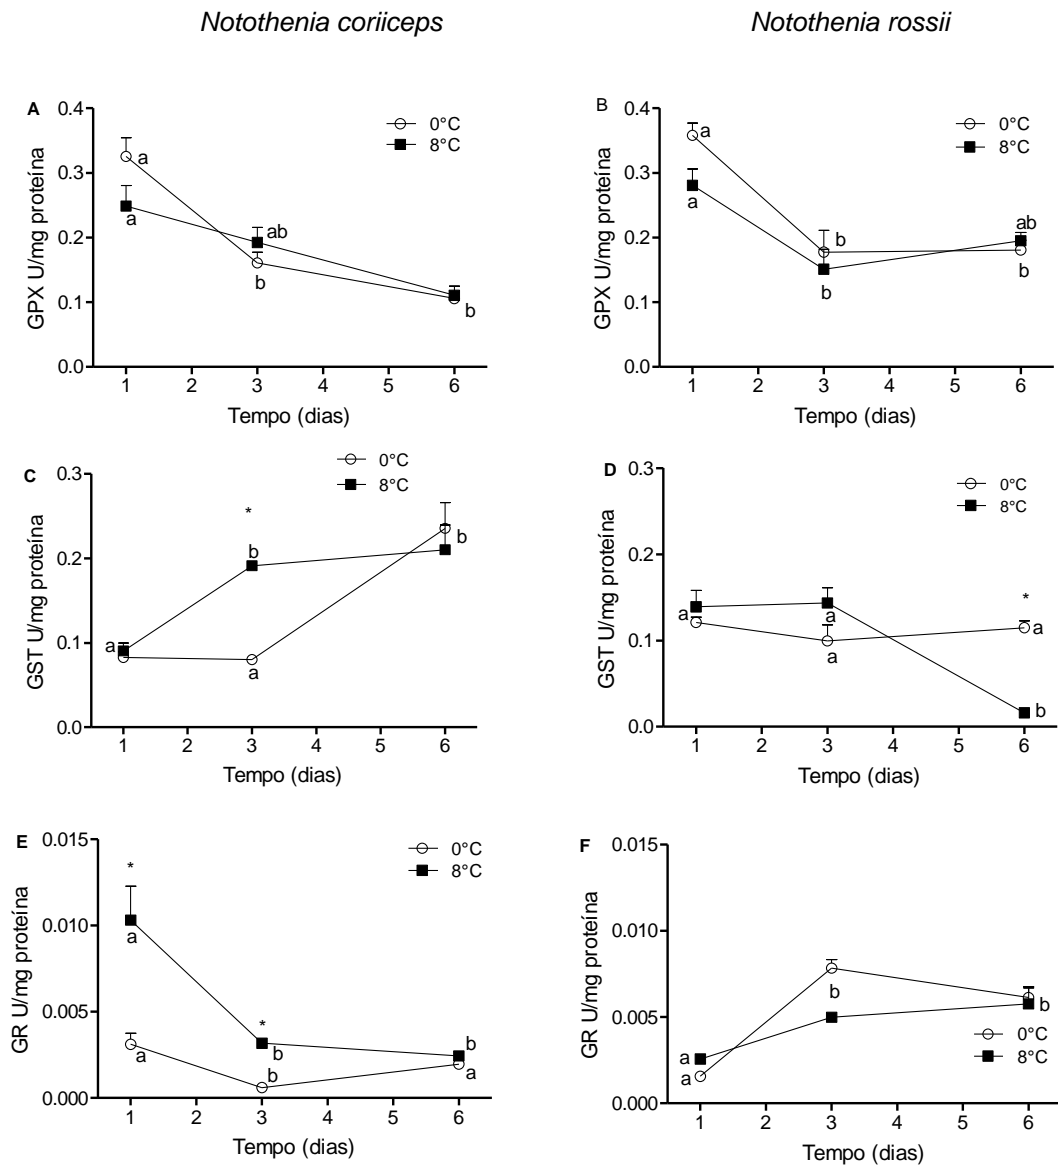 Notothenia coriiceps
Notothenia rossii
A
0.4
0.3
0.2
0.1
0.0
GPX U/mg proteína
0°C
8°C
a
a
ab
b
b
1 2 3 4 5 6
Tempo (dias)
B
0.4
0.3
0.2
0.1
0.0
GPX U/mg proteína
0°C
8°C
a
a
b
b
ab
b
1 2 3 4 5 6
Tempo (dias)
C
0.3
0.2
0.1
0.0
GST U/mg proteína
0°C
8°C
*
a
b
a
b
1 2 3 4 5 6
Tempo (dias)
D
0.3
0.2
0.1
0.0
GST U/mg proteína
0°C
8°C
*
a
a
a
a
b
1 2 3 4 5 6
Tempo (dias)
E
0.015
0.010
0.005
0.000
GR U/mg proteína
0°C
8°C
*
a
a
*
b
b
b
a
1 2 3 4 5 6
Tempo (dias)
F
0.015
0.010
0.005
0.000
GR U/mg proteína
a
a
b
b
0°C
8°C
1 2 3 4 5 6
Tempo (dias)